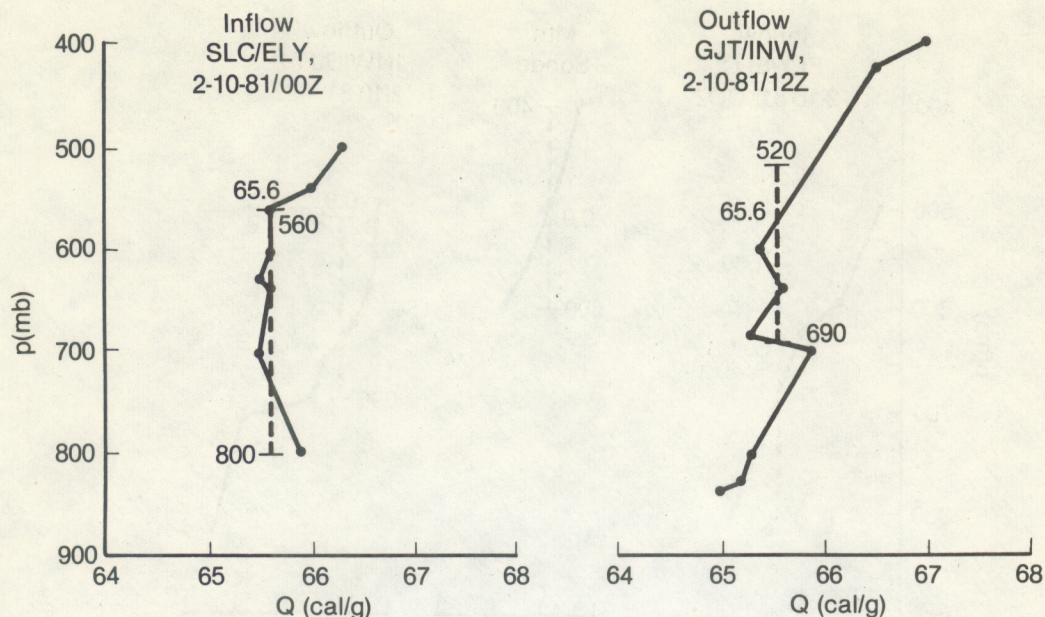 Inflow
SLC/ELY,
2-10-81/00Z
Outflow
GJT/INW,
2-10-81/12Z
400
500
600
700
800
900
p(mb)
65.6
560
800
64
65
66
67
68
Q (cal/g)
520
65.6
690
64
65
66
67
68
Q (cal/g)